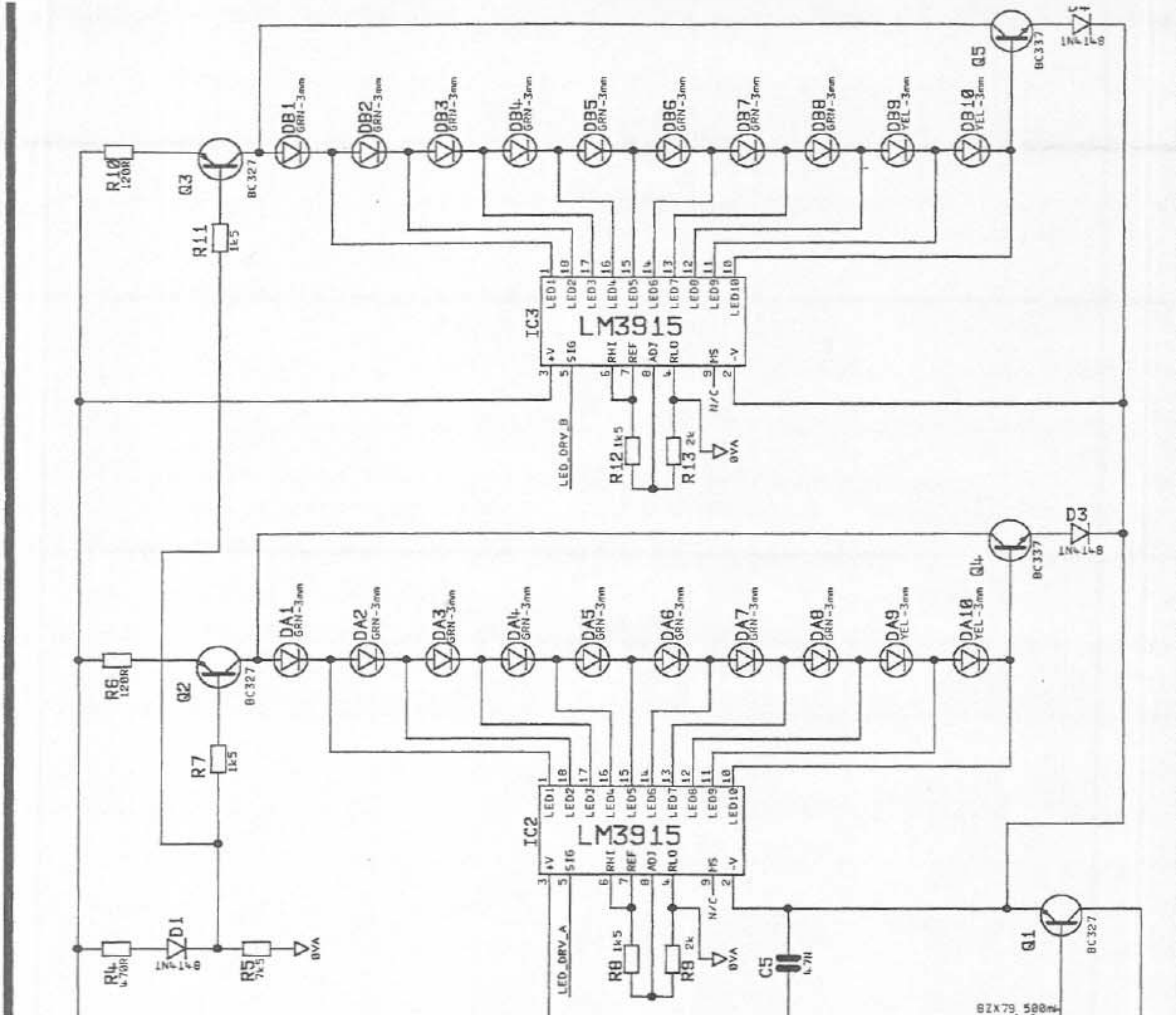 1N4148
Q5
BC337
R10
120R
Q3
BC327
R11
1k5
DB1
GRN-3mm
DB2
GRN-3mm
DB3
GRN-3mm
DB4
GRN-3mm
DB5
GRN-3mm
DB6
GRN-3mm
DB7
GRN-3mm
DB8
GRN-3mm
DB9
YEL-3mm
DB10
YEL-3mm
1 18 17 16 15 14 13 12 11 10
LED1 LED2 LED3 LED4 LED5 LED6 LED7 LED8 LED9 LED10
IC3
LM3915
+V SIG RHI REF ADJ RLO MS -V
3 5 6 7 8 4 9 2
LED_DRV_B
R12 1k5
R13 2k
0VA
N/C
D3
1N4148
Q4
BC337
R6
120R
Q2
BC327
R7
1k5
DA1
GRN-3mm
DA2
GRN-3mm
DA3
GRN-3mm
DA4
GRN-3mm
DA5
GRN-3mm
DA6
GRN-3mm
DA7
GRN-3mm
DA8
GRN-3mm
DA9
YEL-3mm
DA10
YEL-3mm
1 18 17 16 15 14 13 12 11 10
LED1 LED2 LED3 LED4 LED5 LED6 LED7 LED8 LED9 LED10
IC2
LM3915
+V SIG RHI REF ADJ RLO MS -V
3 5 6 7 8 4 9 2
LED_DRV_A
R8 1k5
R9 2k
0VA
N/C
R4
470R
D1
1N4148
R5
7k5
0VA
C5
47N
Q1
BC327
BZX79 500m